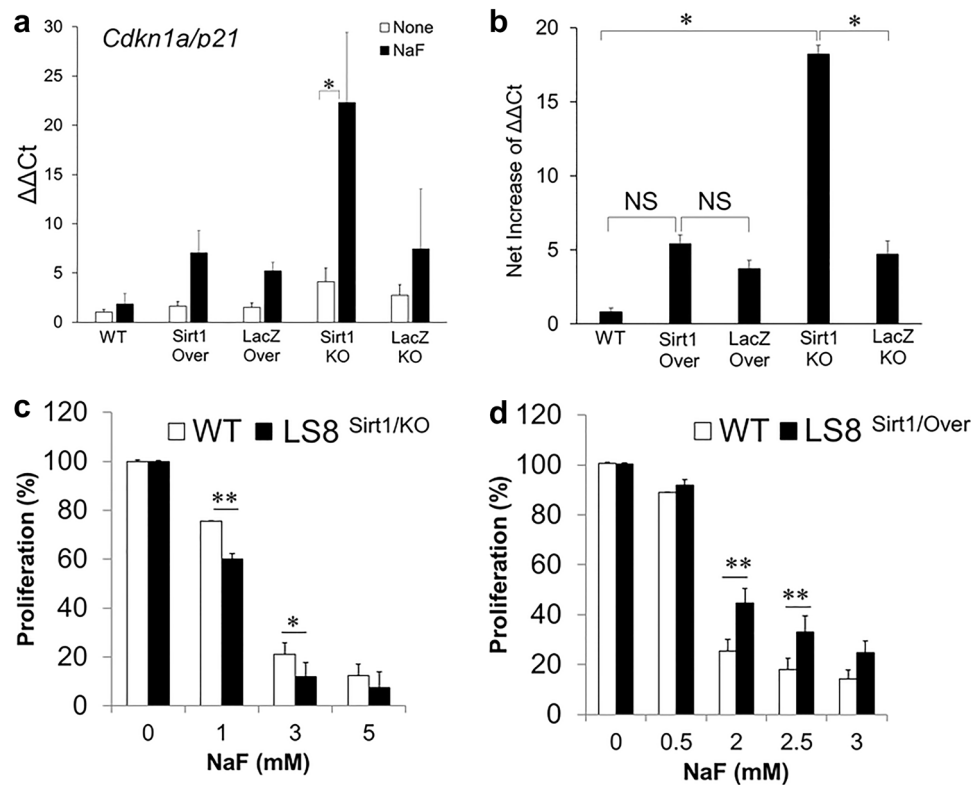 a
Cdkn1a/p21
None
NaF
*
ΔΔCt
30
25
20
15
10
5
0
WT
Sirt1
Over
LacZ
Over
Sirt1
KO
LacZ
KO
b
*
*
NS
NS
Net Increase of ΔΔCt
20
15
10
5
0
WT
Sirt1
Over
LacZ
Over
Sirt1
KO
LacZ
KO
c
WT LS8 Sirt1/KO
**
*
Proliferation (%)
120
100
80
60
40
20
0
0 1 3 5
NaF (mM)
d
WT LS8 Sirt1/Over
**
**
Proliferation (%)
120
100
80
60
40
20
0
0 0.5 2 2.5 3
NaF (mM)